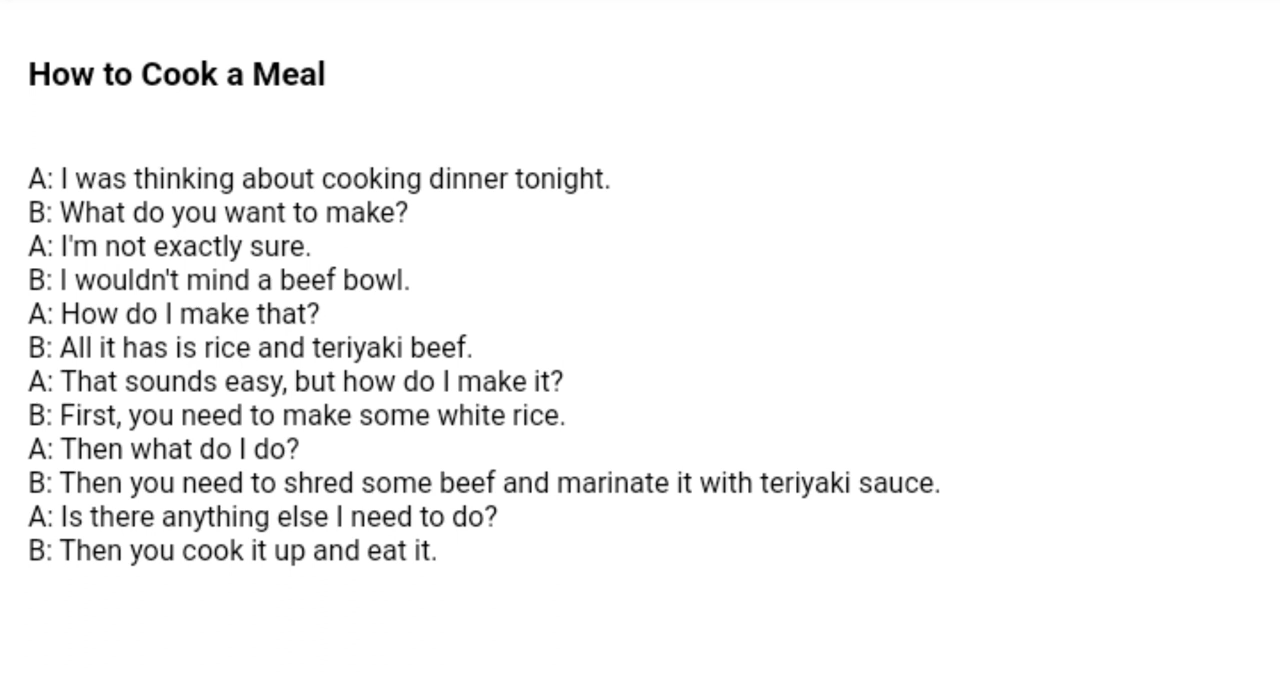 How to Cook a Meal
A: I was thinking about cooking dinner tonight.
B: What do you want to make?
A: I'm not exactly sure.
B: I wouldn't mind a beef bowl.
A: How do I make that?
B: All it has is rice and teriyaki beef.
A: That sounds easy, but how do I make it?
B: First, you need to make some white rice.
A: Then what do I do?
B: Then you need to shred some beef and marinate it with teriyaki sauce.
A: Is there anything else I need to do?
B: Then you cook it up and eat it.